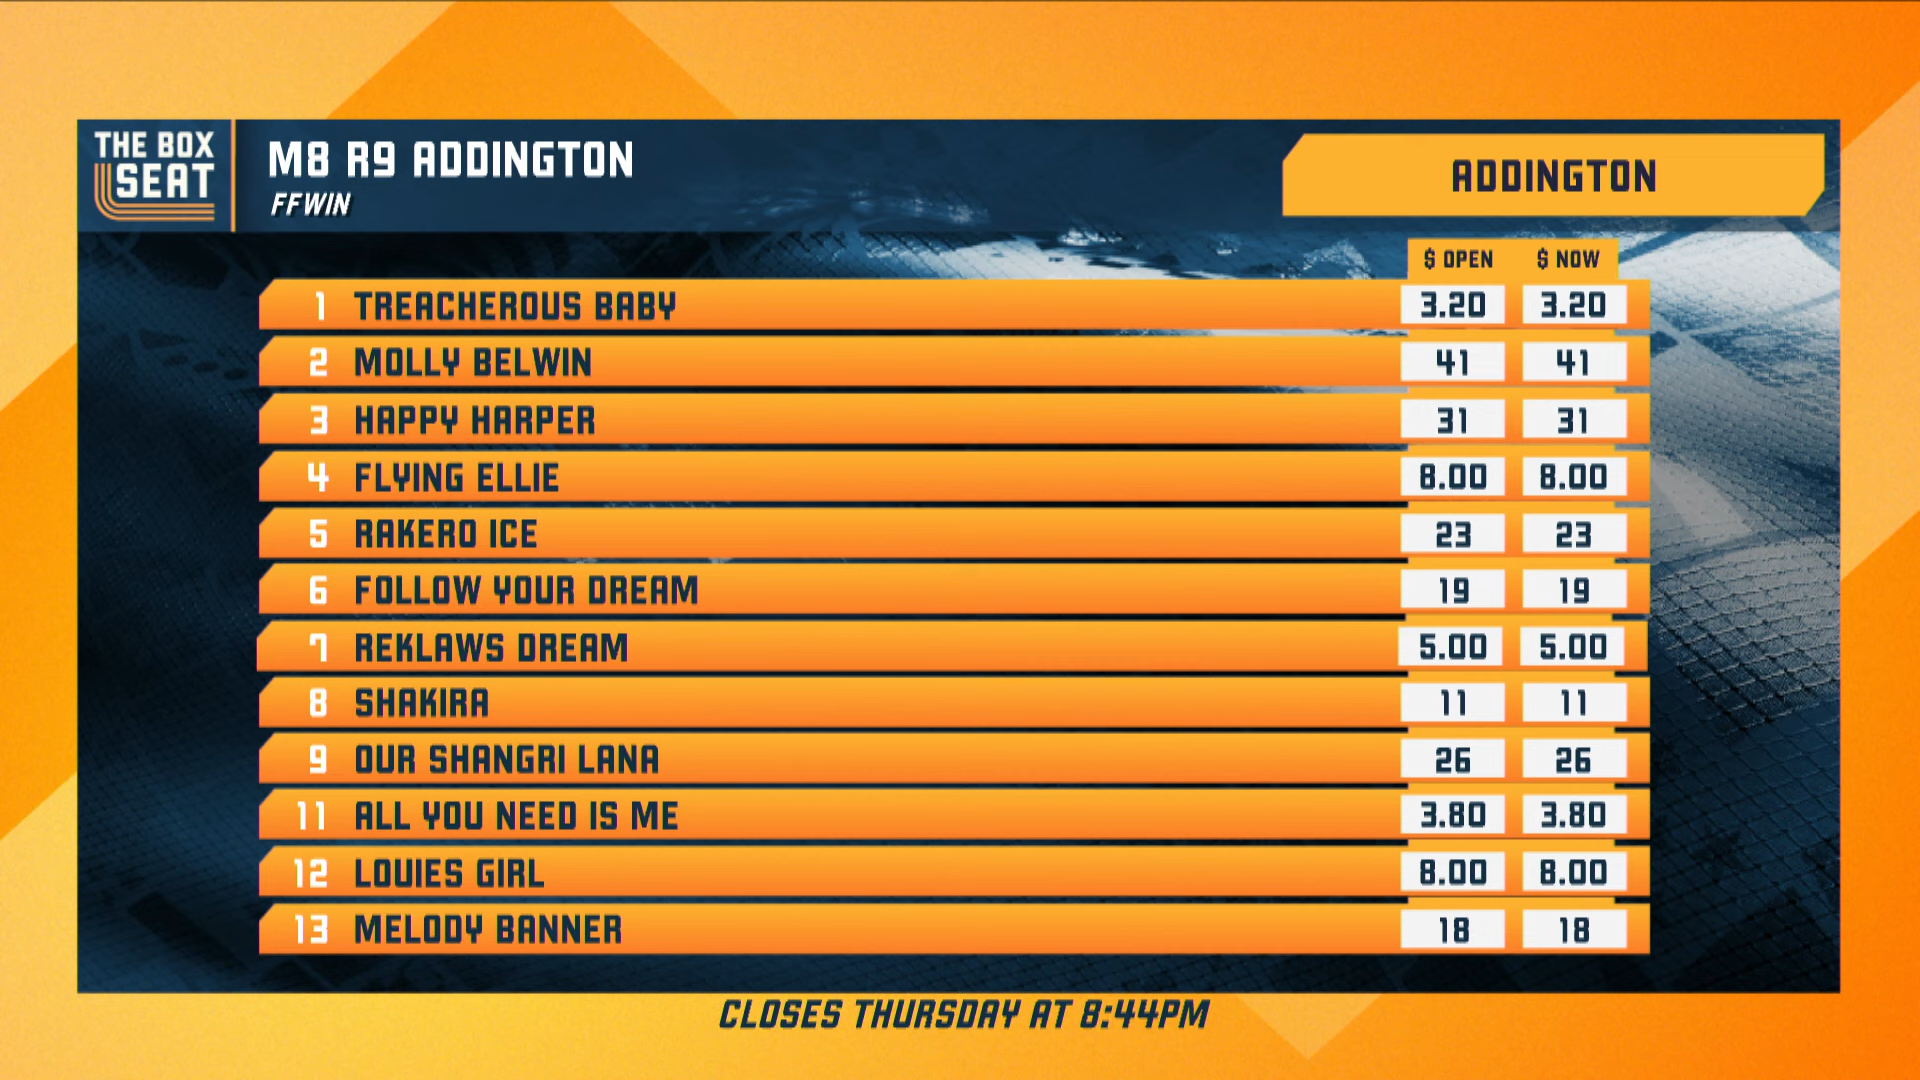 THE BOX
SEAT
M8 R9 ADDINGTON
FFWIN
ADDINGTON
$ OPEN $ NOW
1 TREACHEROUS BABY 3.20 3.20
2 MOLLY BELWIN 41 41
3 HAPPY HARPER 31 31
4 FLYING ELLIE 8.00 8.00
5 RAKERO ICE 23 23
6 FOLLOW YOUR DREAM 19 19
7 REKLAWS DREAM 5.00 5.00
8 SHAKIRA 11 11
9 OUR SHANGRI LANA 26 26
11 ALL YOU NEED IS ME 3.80 3.80
12 LOUIES GIRL 8.00 8.00
13 MELODY BANNER 18 18
CLOSES THURSDAY AT 8:44PM